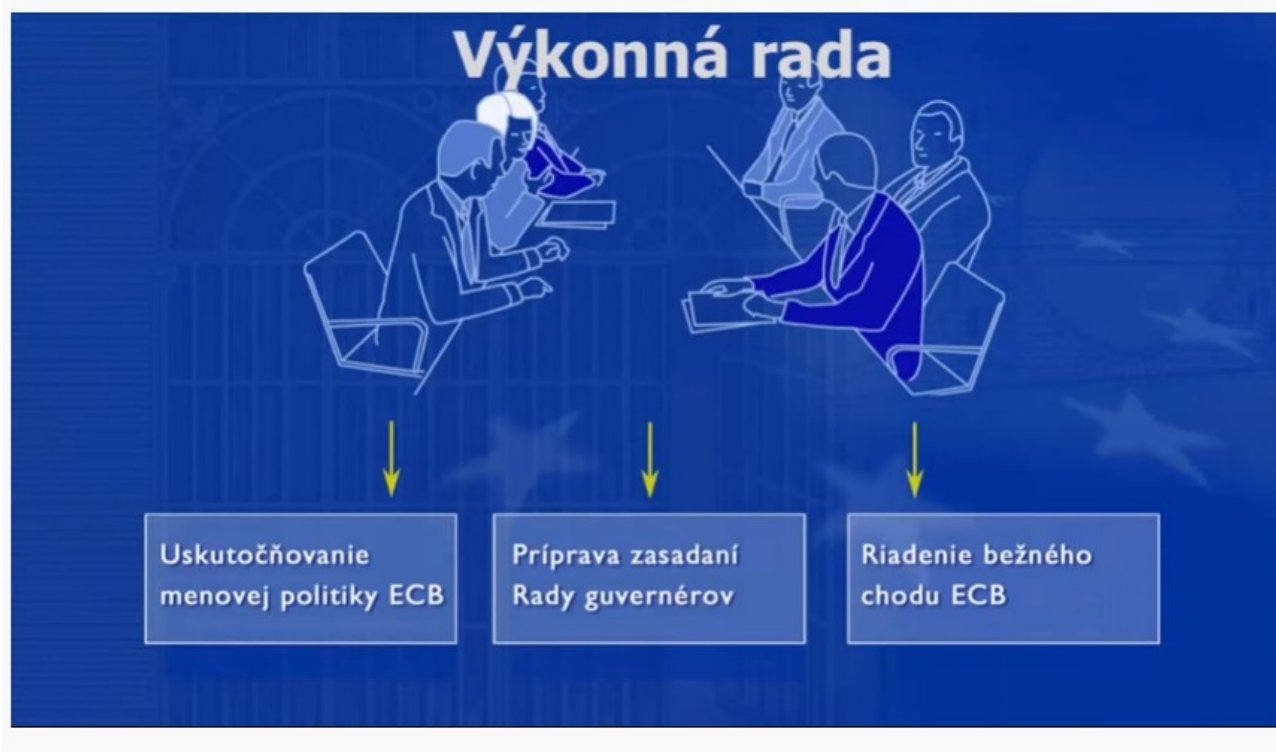 Výkonná rada
Uskutočňovanie
menovej politiky ECB
Príprava zasadaní
Rady guvernérov
Riadenie bežného
chodu ECB